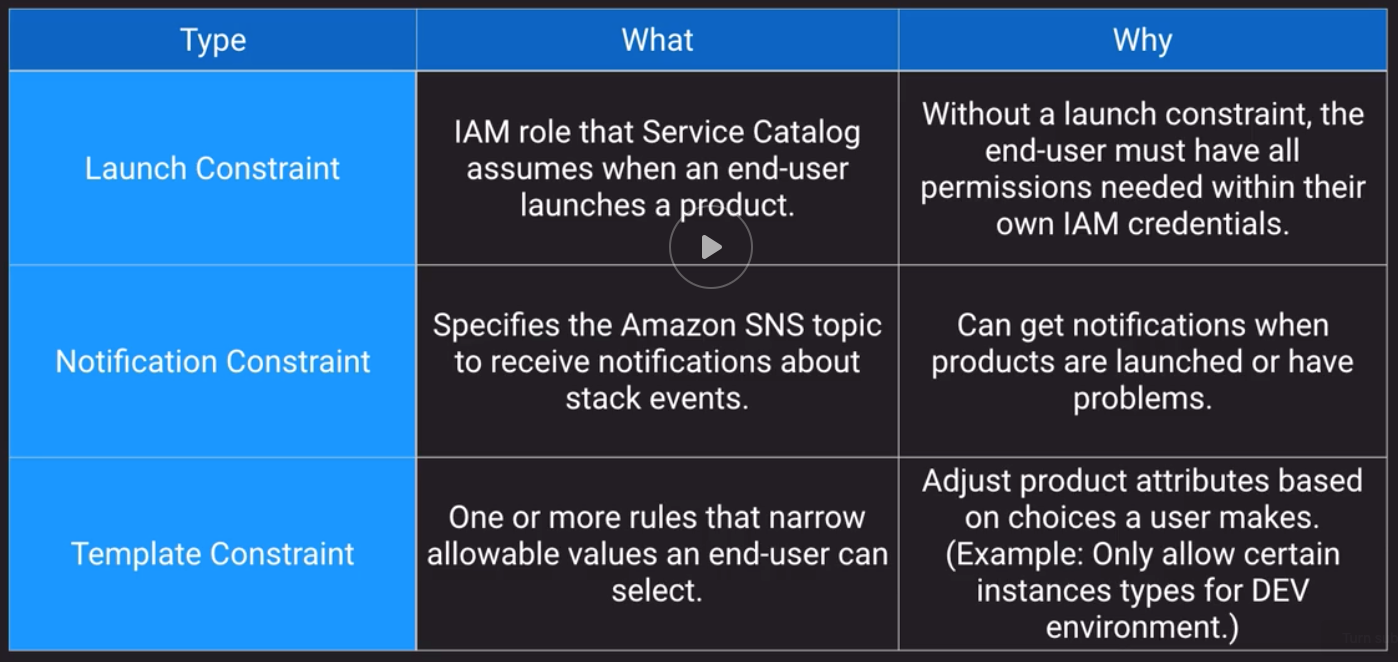 Type
What
Why
Launch Constraint
IAM role that Service Catalog
assumes when an end-user
launches a product.
Without a launch constraint, the
end-user must have all
permissions needed within their
own IAM credentials.
Notification Constraint
Specifies the Amazon SNS topic
to receive notifications about
stack events.
Can get notifications when
products are launched or have
problems.
Template Constraint
One or more rules that narrow
allowable values an end-user can
select.
Adjust product attributes based
on choices a user makes.
(Example: Only allow certain
instances types for DEV
environment.)